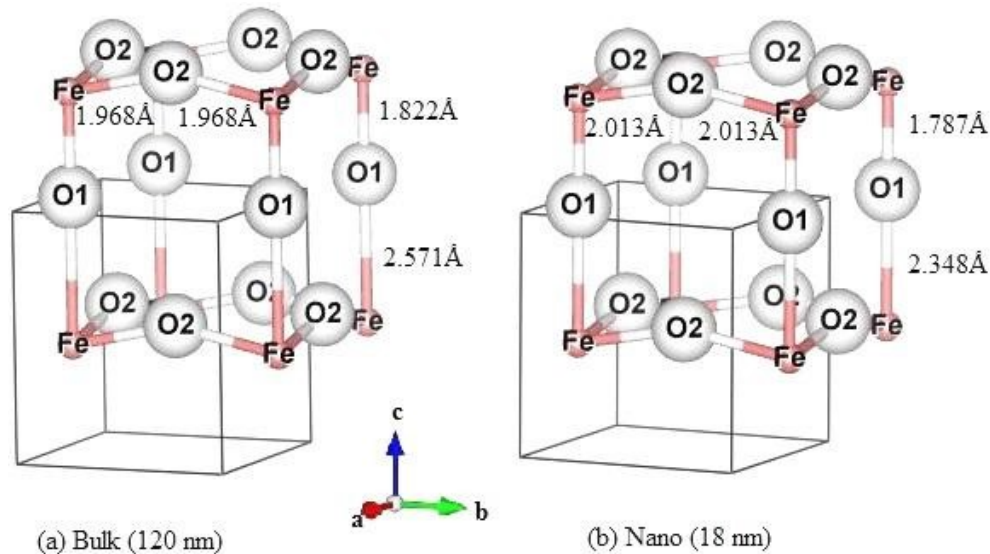 O2
O2
O2
O2
Fe
Fe
Fe
1.968Å
1.968Å
1.822Å
O1
O1
O1
O1
2.571Å
O2
O2
O2
O2
Fe
Fe
Fe
(a) Bulk (120 nm)
c
a
b
O2
O2
O2
O2
Fe
Fe
Fe
2.013Å
2.013Å
1.787Å
O1
O1
O1
O1
2.348Å
O2
O2
O2
O2
Fe
Fe
Fe
(b) Nano (18 nm)